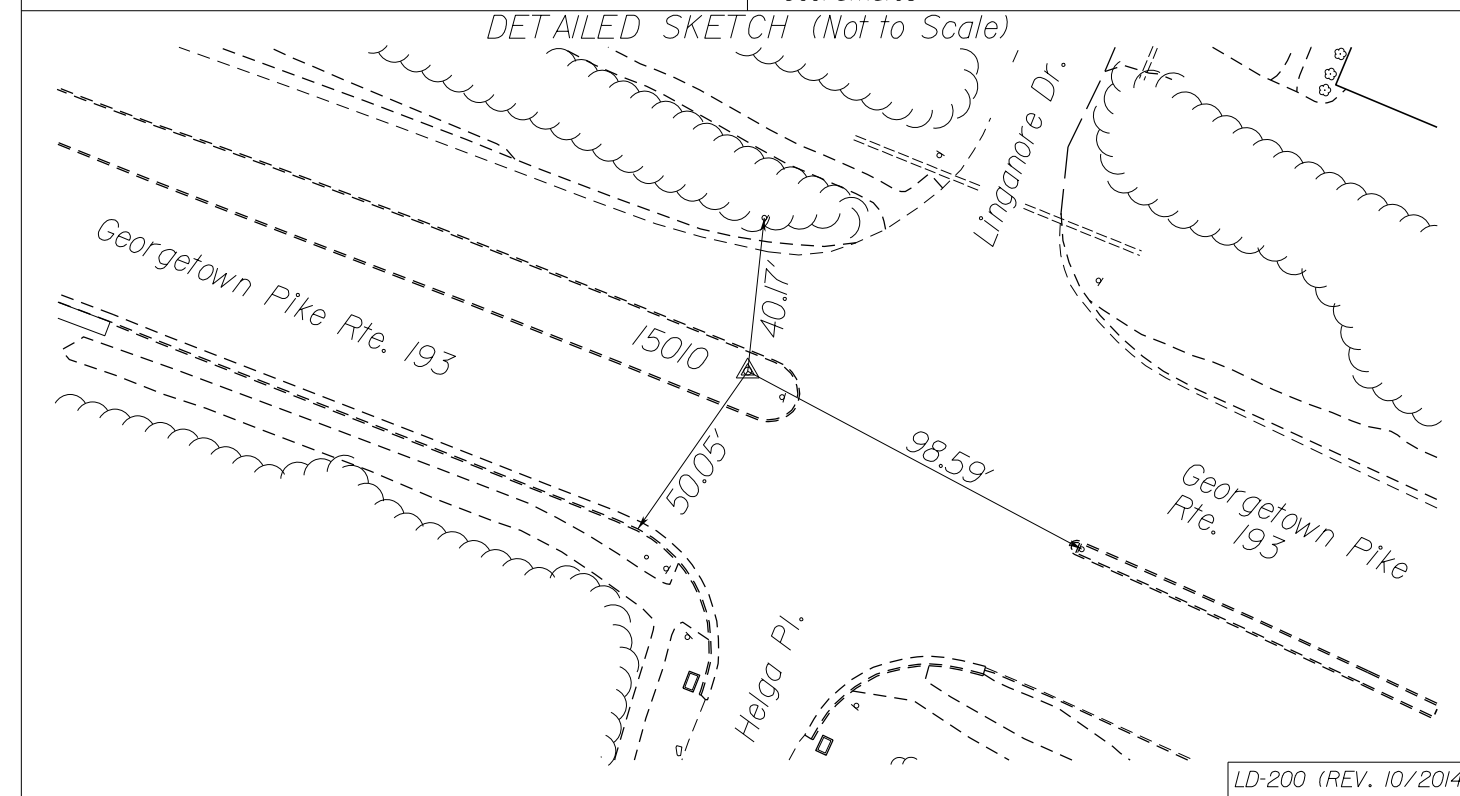 DETAILED SKETCH (Not to Scale)
Linganore Dr.
Georgetown Pike Rte. 193
15010
40.17'
50.05'
98.59'
Georgetown Pike
Rte. 193
Helga Pl.
LD-200 (REV. 10/2014